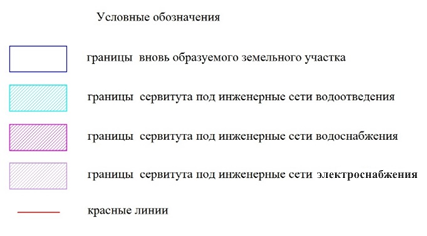 Условные обозначения
границы вновь образуемого земельного участка
границы сервитута под инженерные сети водоотведения
границы сервитута под инженерные сети водоснабжения
границы сервитута под инженерные сети электроснабжения
красные линии